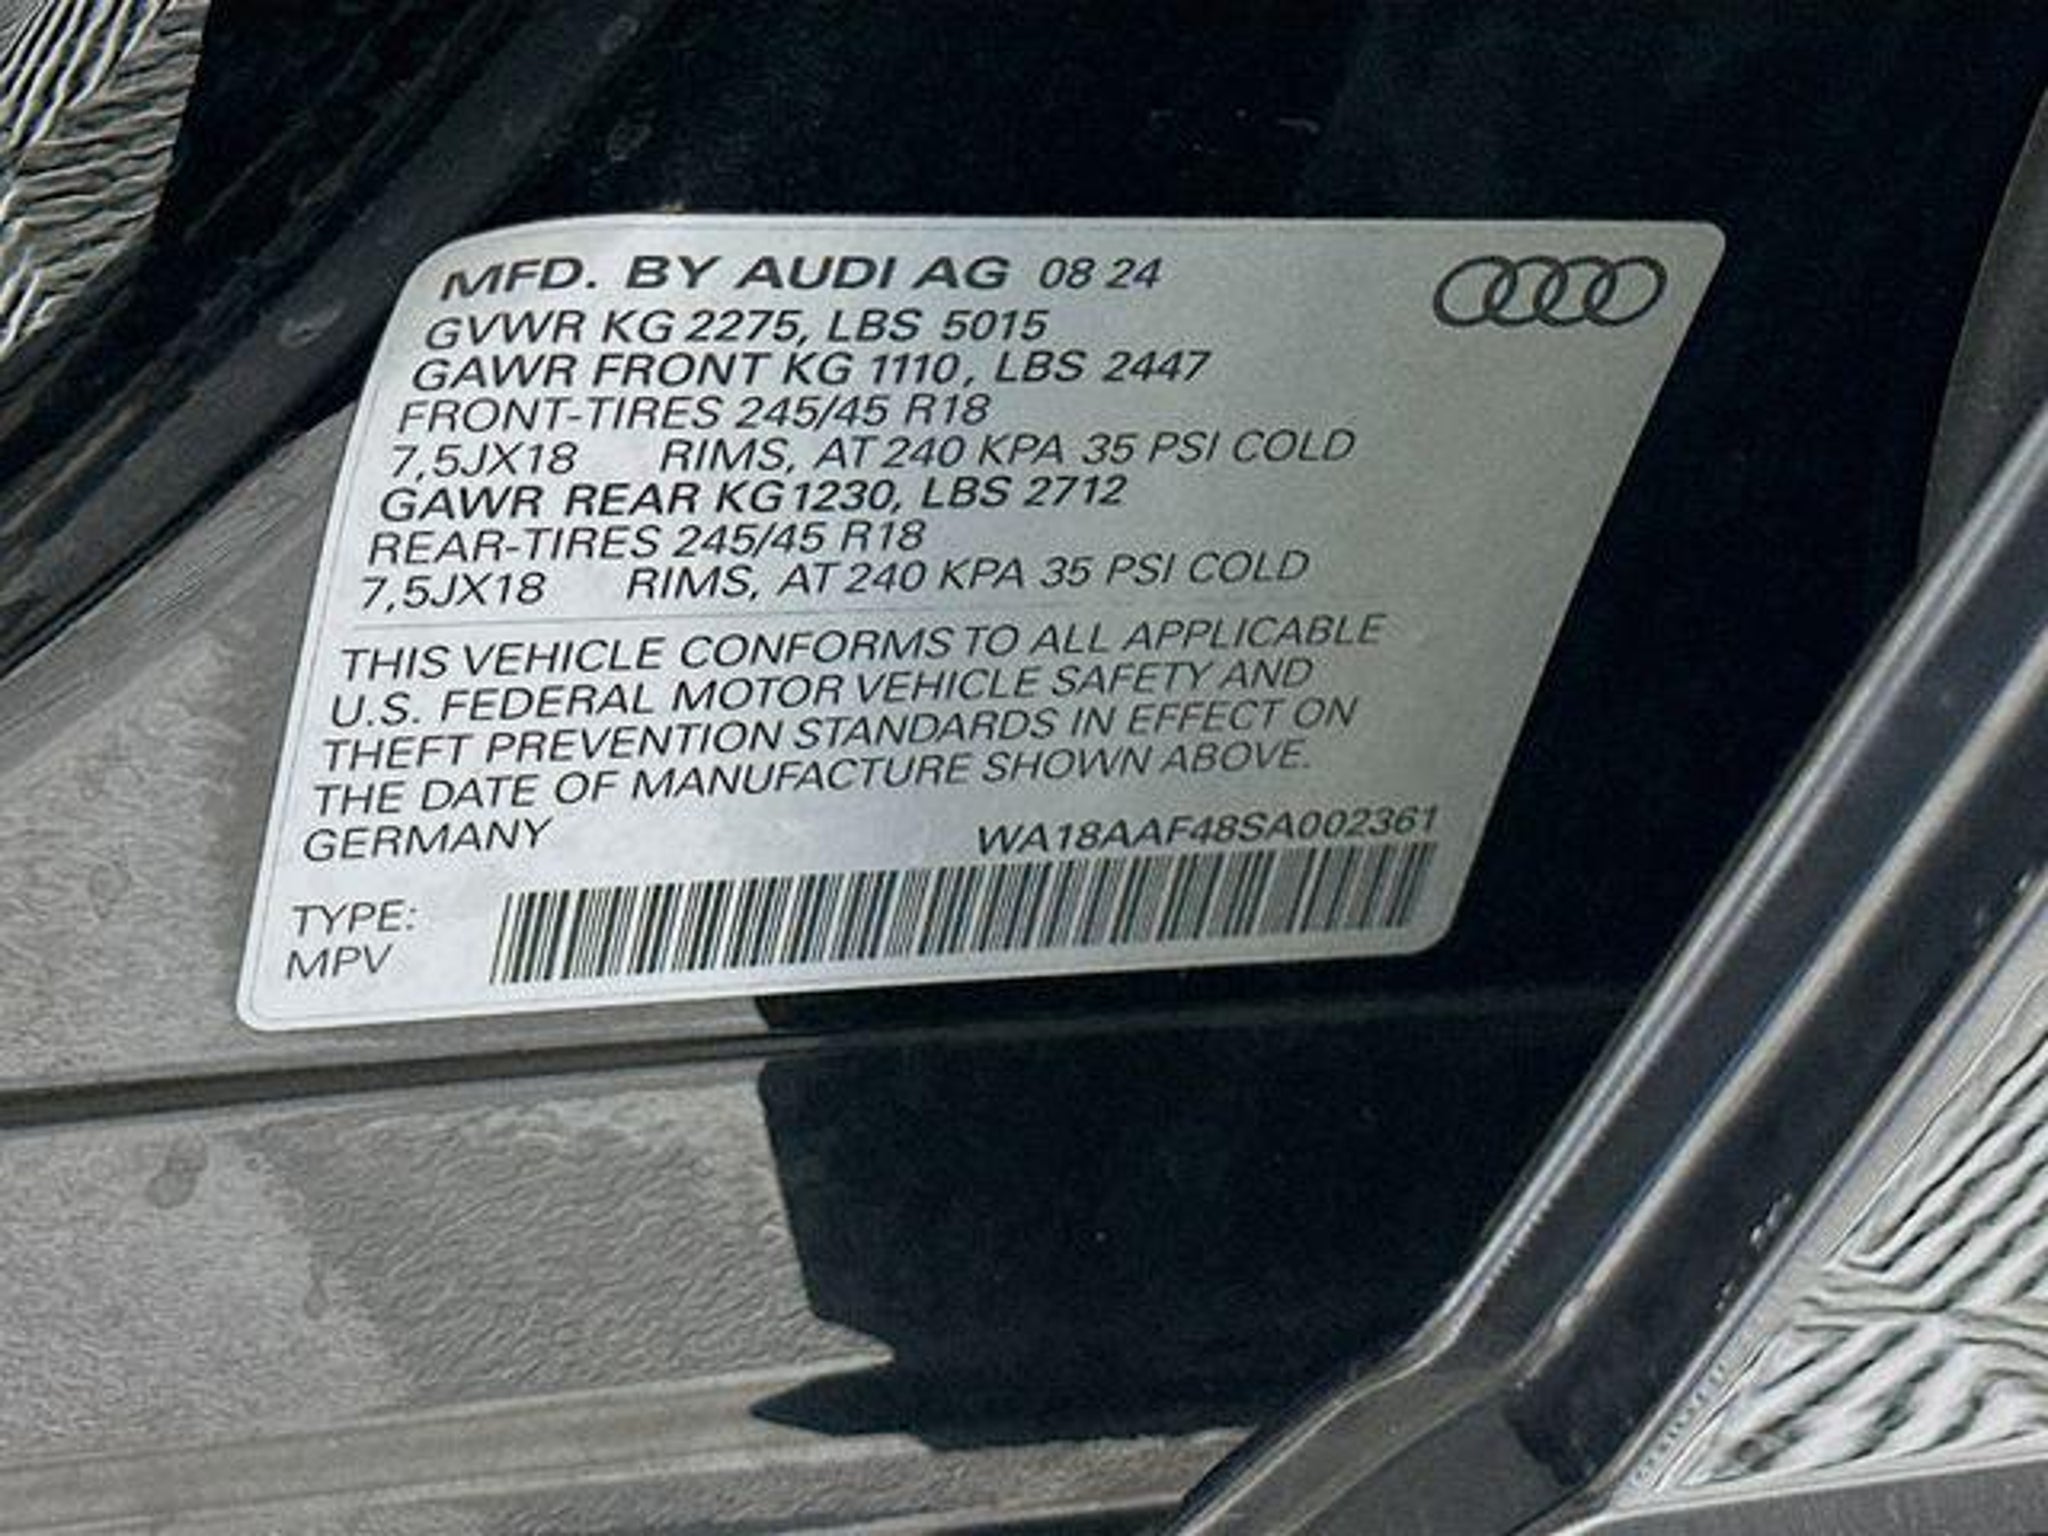 MFD. BY AUDI AG 08 24
GVWR KG 2275, LBS 5015
GAWR FRONT KG 1110, LBS 2447
FRONT-TIRES 245/45 R18
7,5JX18 RIMS, AT 240 KPA 35 PSI COLD
GAWR REAR KG 1230, LBS 2712
REAR-TIRES 245/45 R18
7,5JX18 RIMS, AT 240 KPA 35 PSI COLD
THIS VEHICLE CONFORMS TO ALL APPLICABLE
U.S. FEDERAL MOTOR VEHICLE SAFETY AND
THEFT PREVENTION STANDARDS IN EFFECT ON
THE DATE OF MANUFACTURE SHOWN ABOVE.
GERMANY WA18AAF48SA002361
TYPE:
MPV